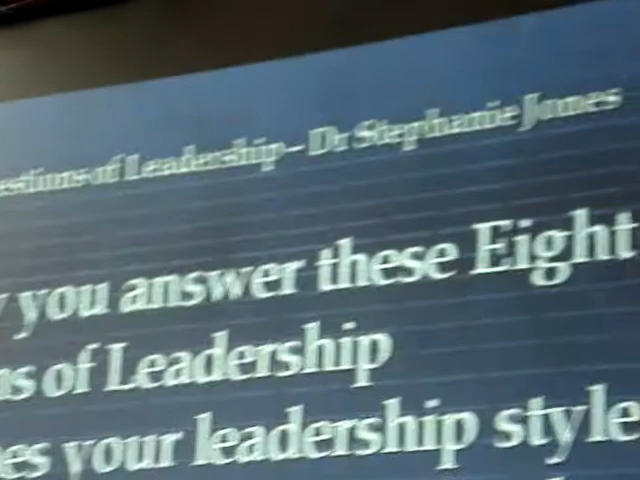 estions of Leadership - Dr Stephanie Jones
y you answer these Eight
ns of Leadership
es your leadership style